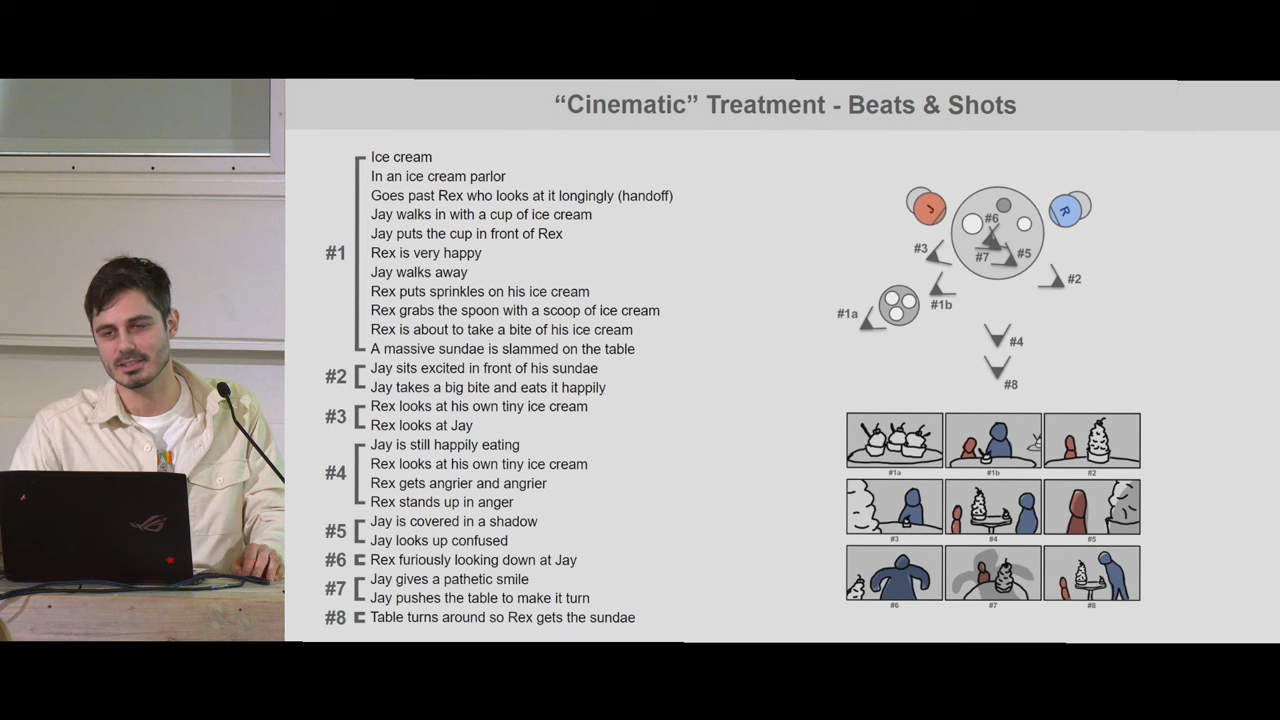 “Cinematic” Treatment - Beats & Shots
#1
Ice cream
In an ice cream parlor
Goes past Rex who looks at it longingly (handoff)
Jay walks in with a cup of ice cream
Jay puts the cup in front of Rex
Rex is very happy
Jay walks away
Rex puts sprinkles on his ice cream
Rex grabs the spoon with a scoop of ice cream
Rex is about to take a bite of his ice cream
A massive sundae is slammed on the table
#2
Jay sits excited in front of his sundae
Jay takes a big bite and eats it happily
#3
Rex looks at his own tiny ice cream
Rex looks at Jay
#4
Jay is still happily eating
Rex looks at his own tiny ice cream
Rex gets angrier and angrier
Rex stands up in anger
#5
Jay is covered in a shadow
Jay looks up confused
#6
Rex furiously looking down at Jay
#7
Jay gives a pathetic smile
Jay pushes the table to make it turn
#8
Table turns around so Rex gets the sundae
J
R
#6
#3
#7
#5
#2
#1a
#1b
#4
#8
#1a
#1b
#2
#3
#4
#5
#6
#7
#8